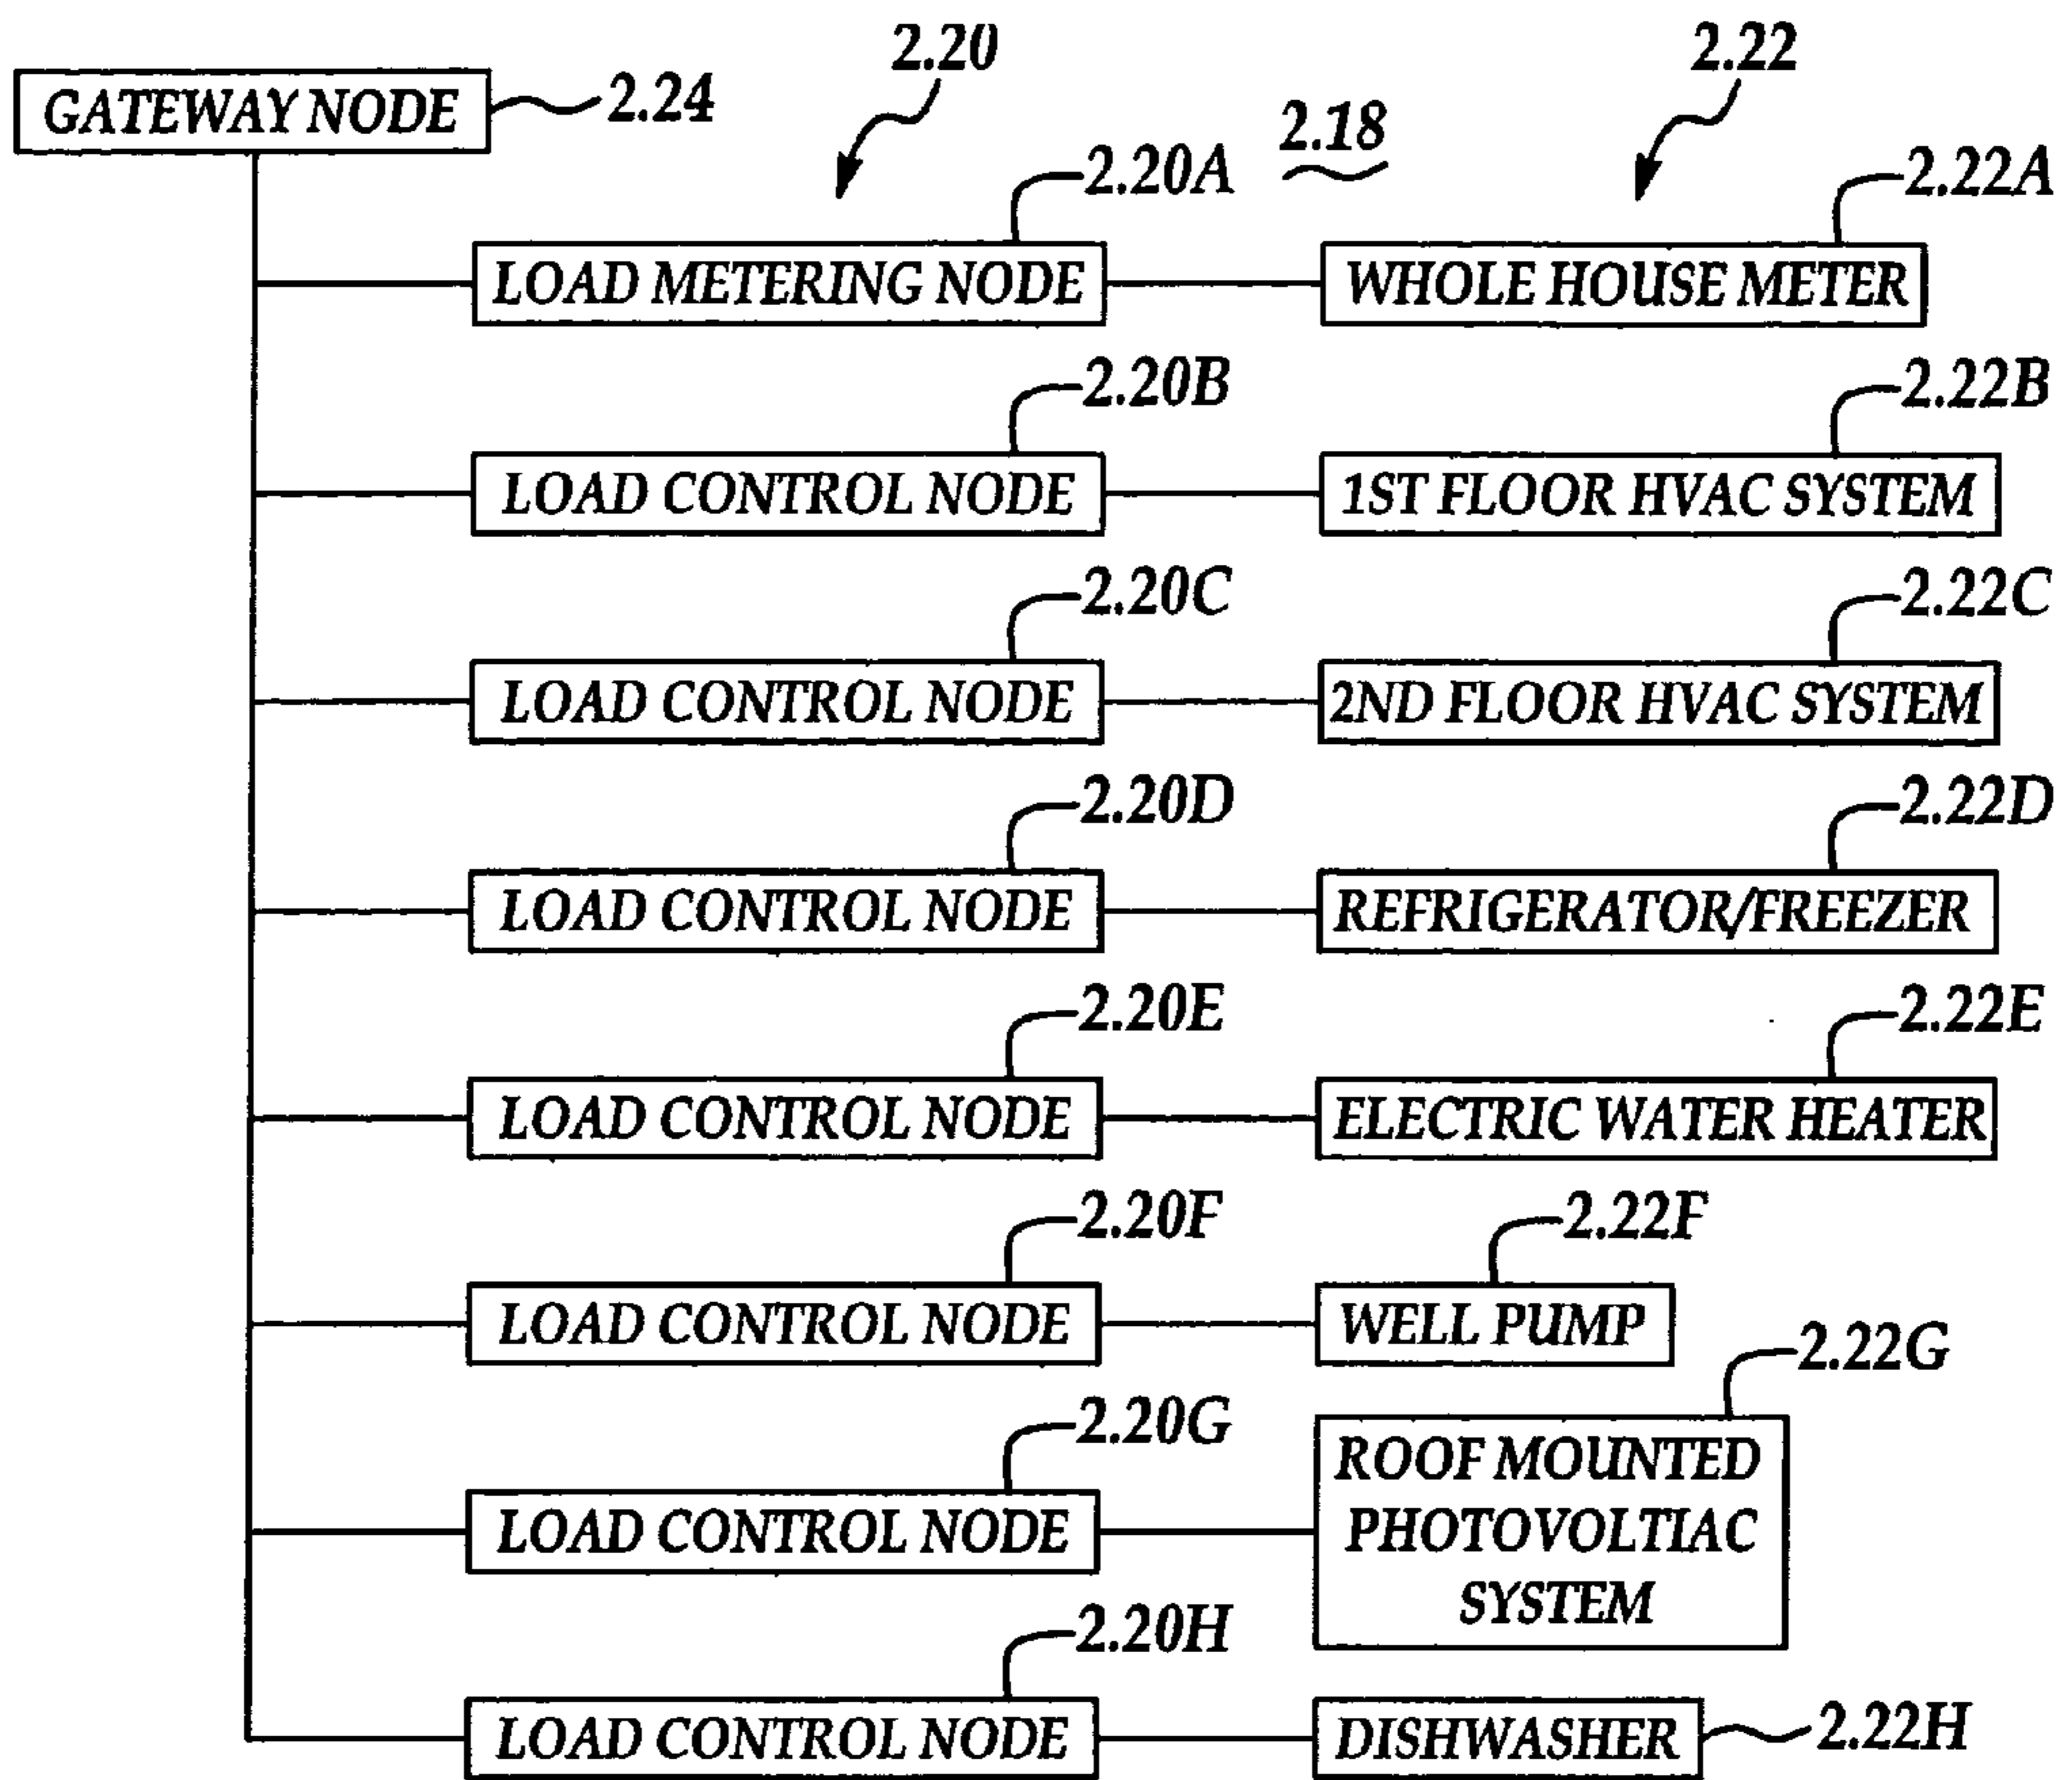 2.20
2.22
GATEWAY NODE
2.24
2.18
2.20A
2.22A
LOAD METERING NODE
WHOLE HOUSE METER
2.20B
2.22B
LOAD CONTROL NODE
1ST FLOOR HVAC SYSTEM
2.20C
2.22C
LOAD CONTROL NODE
2ND FLOOR HVAC SYSTEM
2.20D
2.22D
LOAD CONTROL NODE
REFRIGERATOR/FREEZER
2.20E
2.22E
LOAD CONTROL NODE
ELECTRIC WATER HEATER
2.20F
2.22F
LOAD CONTROL NODE
WELL PUMP
2.22G
2.20G
LOAD CONTROL NODE
ROOF MOUNTED
PHOTOVOLTIAC
SYSTEM
2.20H
LOAD CONTROL NODE
DISHWASHER
2.22H